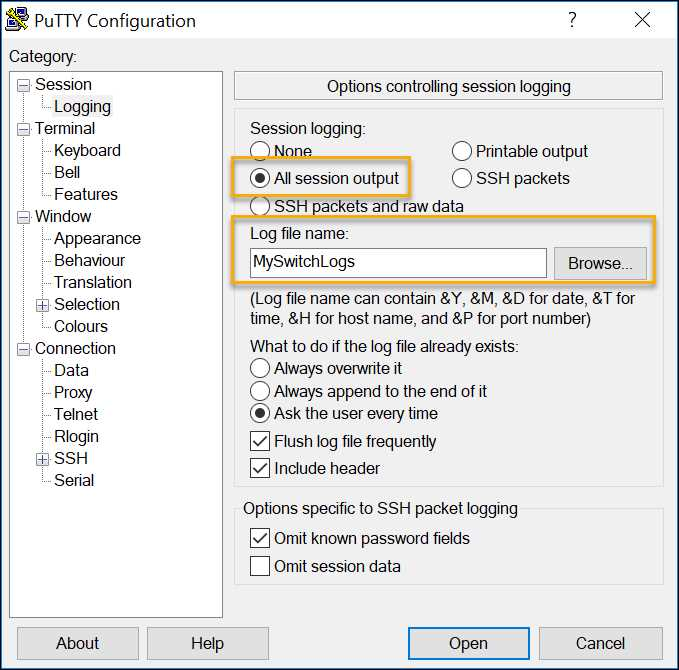 PuTTY Configuration
?
Category:
Session
Logging
Terminal
Keyboard
Bell
Features
Window
Appearance
Behaviour
Translation
Selection
Colours
Connection
Data
Proxy
Telnet
Rlogin
SSH
Serial
Options controlling session logging
Session logging:
None
Printable output
All session output
SSH packets
SSH packets and raw data
Log file name:
MySwitchLogs
Browse...
(Log file name can contain &Y, &M, &D for date, &T for
time, &H for host name, and &P for port number)
What to do if the log file already exists:
Always overwrite it
Always append to the end of it
Ask the user every time
Flush log file frequently
Include header
Options specific to SSH packet logging
Omit known password fields
Omit session data
About
Help
Open
Cancel